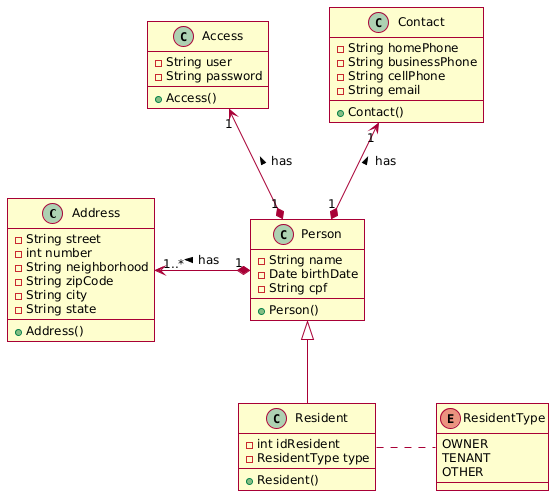 C Access
String user
String password
Access()
C Contact
String homePhone
String businessPhone
String cellPhone
String email
Contact()
1
1
has
has
1
1
C Address
String street
int number
String neighborhood
String zipCode
String city
String state
Address()
1..*
has
1
C Person
String name
Date birthDate
String cpf
Person()
C Resident
int idResident
ResidentType type
Resident()
E ResidentType
OWNER
TENANT
OTHER